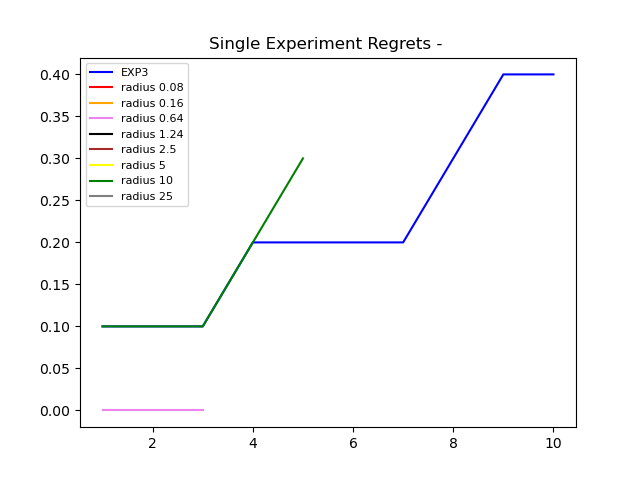 Single Experiment Regrets -
0.40
0.35
0.30
0.25
0.20
0.15
0.10
0.05
0.00
EXP3
radius 0.08
radius 0.16
radius 0.64
radius 1.24
radius 2.5
radius 5
radius 10
radius 25
2 4 6 8 10